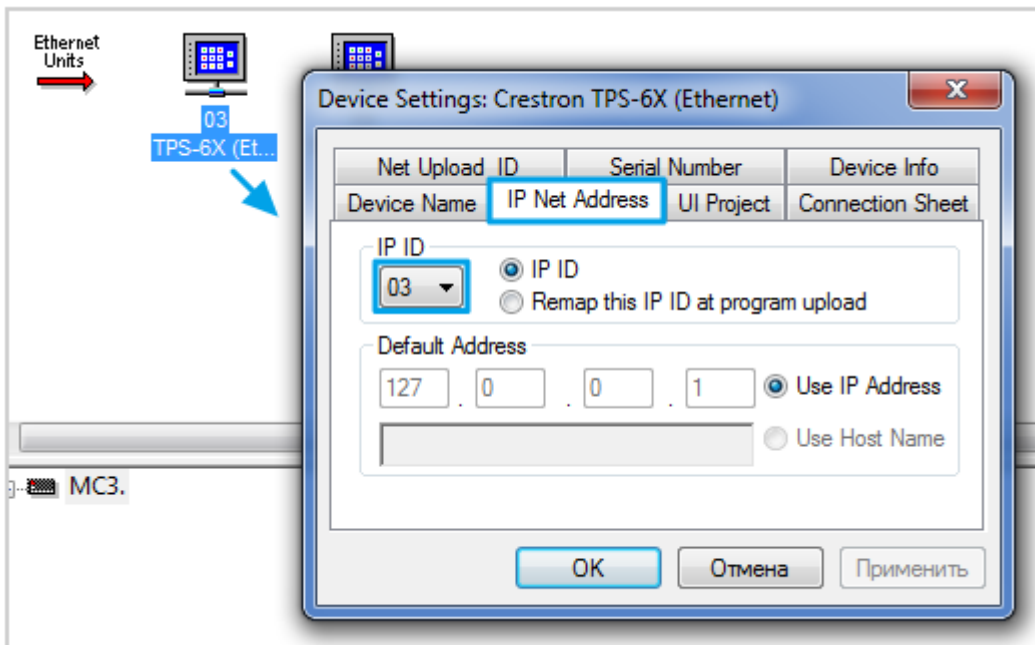 Ethernet
Units
03
TPS-6X (Et...
MC3.
Device Settings: Crestron TPS-6X (Ethernet)
Net Upload ID Serial Number Device Info
Device Name IP Net Address UI Project Connection Sheet
IP ID
03 IP ID
Remap this IP ID at program upload
Default Address
127 . 0 . 0 . 1 Use IP Address
Use Host Name
OK Отмена Применить